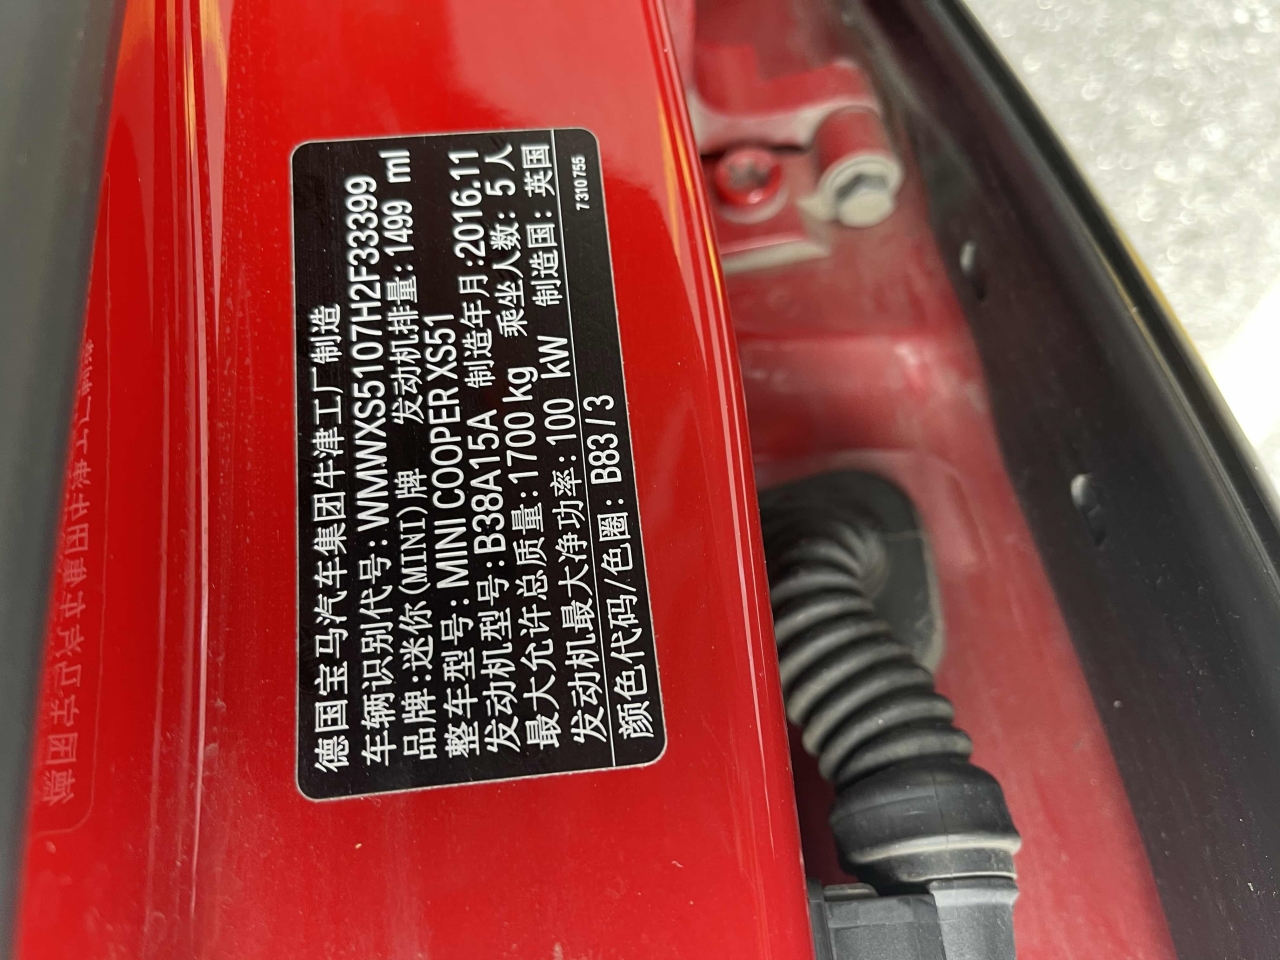 德国宝马汽车集团牛津工厂制造
车辆识别代号:WMWXS5107H2F33399
品牌:迷你(MINI)牌 发动机排量:1499 ml
整车型号:MINI COOPER XS51
发动机型号:B38A15A 制造年月:2016.11
最大允许总质量:1700kg 乘坐人数:5人
发动机最大净功率:100 kW 制造国:英国
颜色代码/色圈:B83/3
7310755